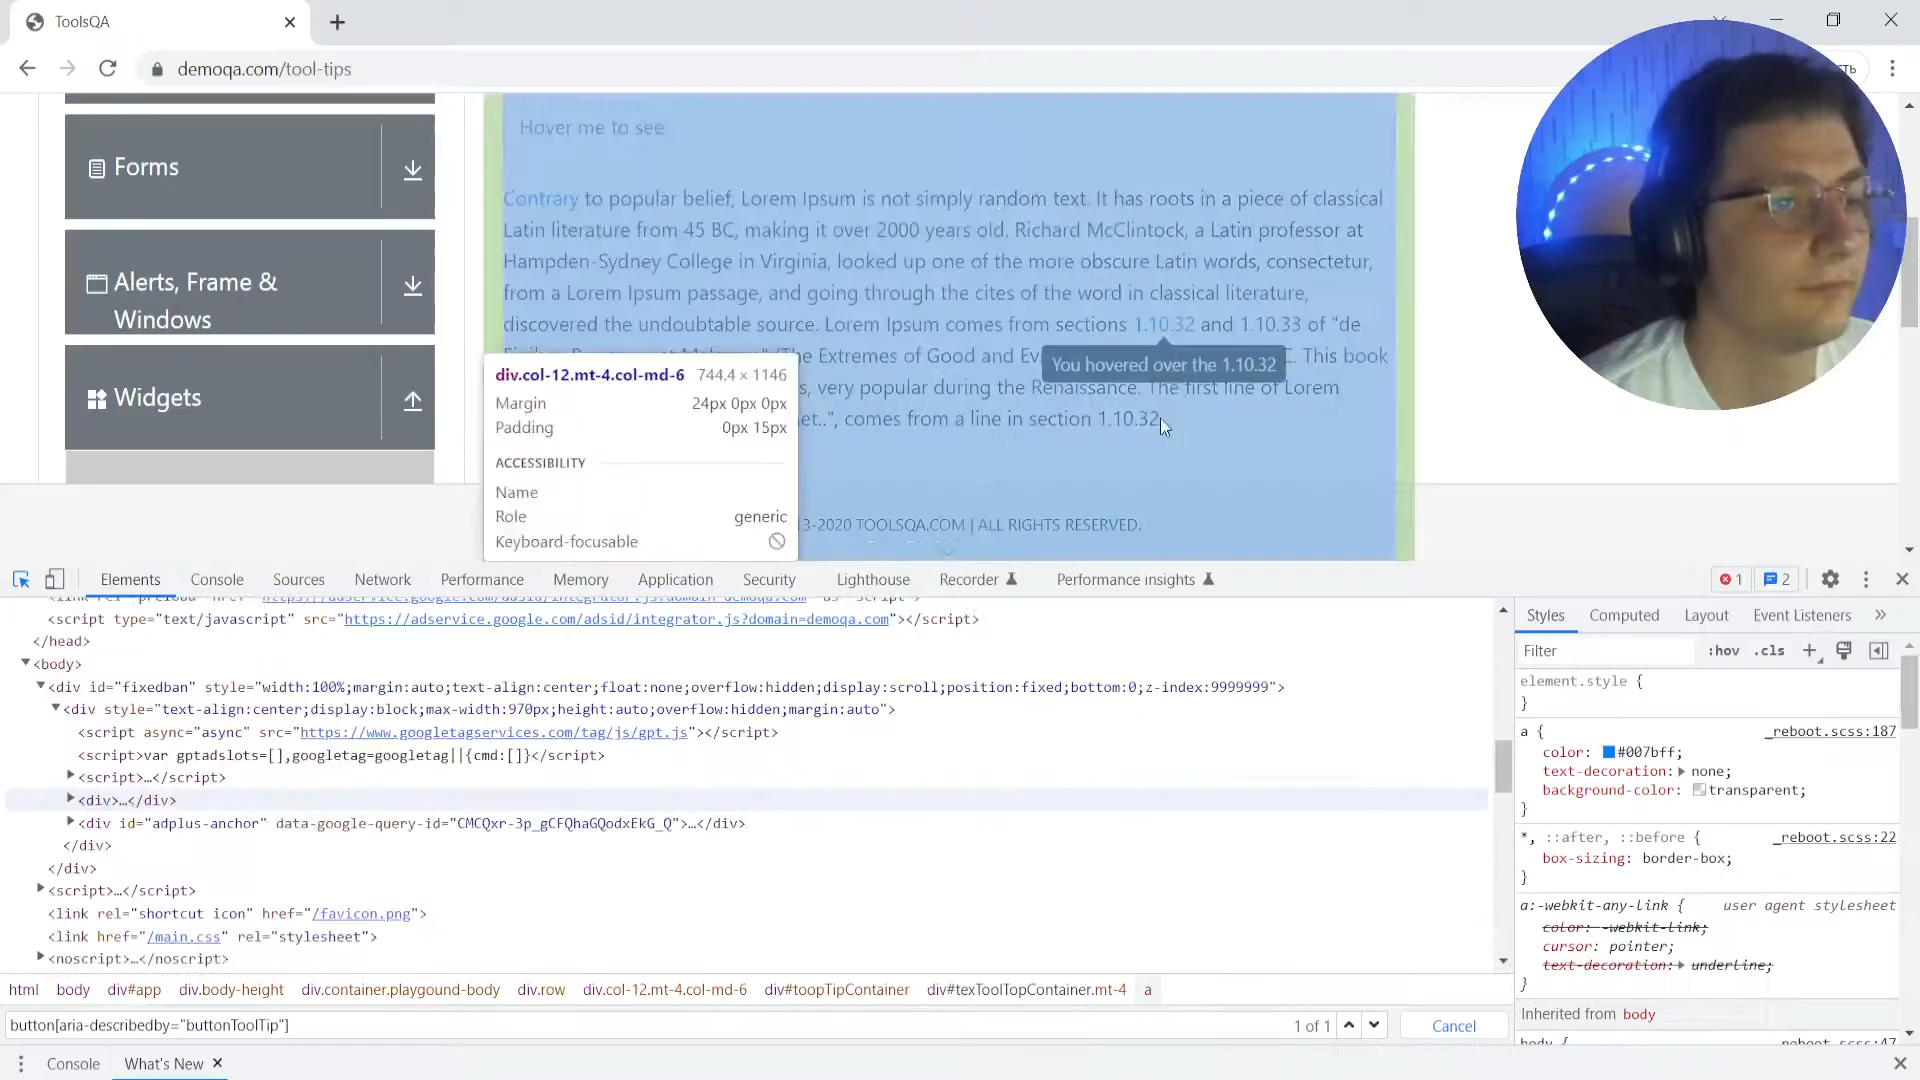 ToolsQA
demoqa.com/tool-tips
ть
Forms
Alerts, Frame &
Windows
Widgets
Hover me to see
Contrary to popular belief, Lorem Ipsum is not simply random text. It has roots in a piece of classical
Latin literature from 45 BC, making it over 2000 years old. Richard McClintock, a Latin professor at
Hampden-Sydney College in Virginia, looked up one of the more obscure Latin words, consectetur,
from a Lorem Ipsum passage, and going through the cites of the word in classical literature,
discovered the undoubtable source. Lorem Ipsum comes from sections 1.10.32 and 1.10.33 of "de
The Extremes of Good and Ev C. This book
You hovered over the 1.10.32
s, very popular during the Renaissance. The first line of Lorem
et..", comes from a line in section 1.10.32.
div.col-12.mt-4.col-md-6 744.4 × 1146
Margin 24px 0px 0px
Padding 0px 15px
ACCESSIBILITY
Name
Role generic
Keyboard-focusable
3-2020 TOOLSQA.COM | ALL RIGHTS RESERVED.
Elements Console Sources Network Performance Memory Application Security Lighthouse Recorder Performance insights 1 2
<script type="text/javascript" src="https://adservice.google.com/adsid/integrator.js?domain=demoqa.com"></script>
</head>
<body>
<div id="fixedban" style="width:100%;margin:auto;text-align:center;float:none;overflow:hidden;display:scroll;position:fixed;bottom:0;z-index:9999999">
<div style="text-align:center;display:block;max-width:970px;height:auto;overflow:hidden;margin:auto">
<script async="async" src="https://www.googletagservices.com/tag/js/gpt.js"></script>
<script>var gptadslots=[],googletag=googletag||{cmd:[]}</script>
<script>…</script>
<div>…</div>
<div id="adplus-anchor" data-google-query-id="CMCQxr-3p_gCFQhaGQodxEkG_Q">…</div>
</div>
</div>
<script>…</script>
<link rel="shortcut icon" href="/favicon.png">
<link href="/main.css" rel="stylesheet">
<noscript>…</noscript>
html body div#app div.body-height div.container.playgound-body div.row div.col-12.mt-4.col-md-6 div#toopTipContainer div#texToolTopContainer.mt-4 a
button[aria-describedby="buttonToolTip"] 1 of 1 Cancel
Console What's New
Styles Computed Layout Event Listeners
Filter :hov .cls
element.style {
}
a { _reboot.scss:187
color: #007bff;
text-decoration: none;
background-color: transparent;
}
*, ::after, ::before { _reboot.scss:22
box-sizing: border-box;
}
a:-webkit-any-link { user agent stylesheet
color: -webkit-link;
cursor: pointer;
text-decoration: underline;
}
Inherited from body
body { _reboot.scss:47